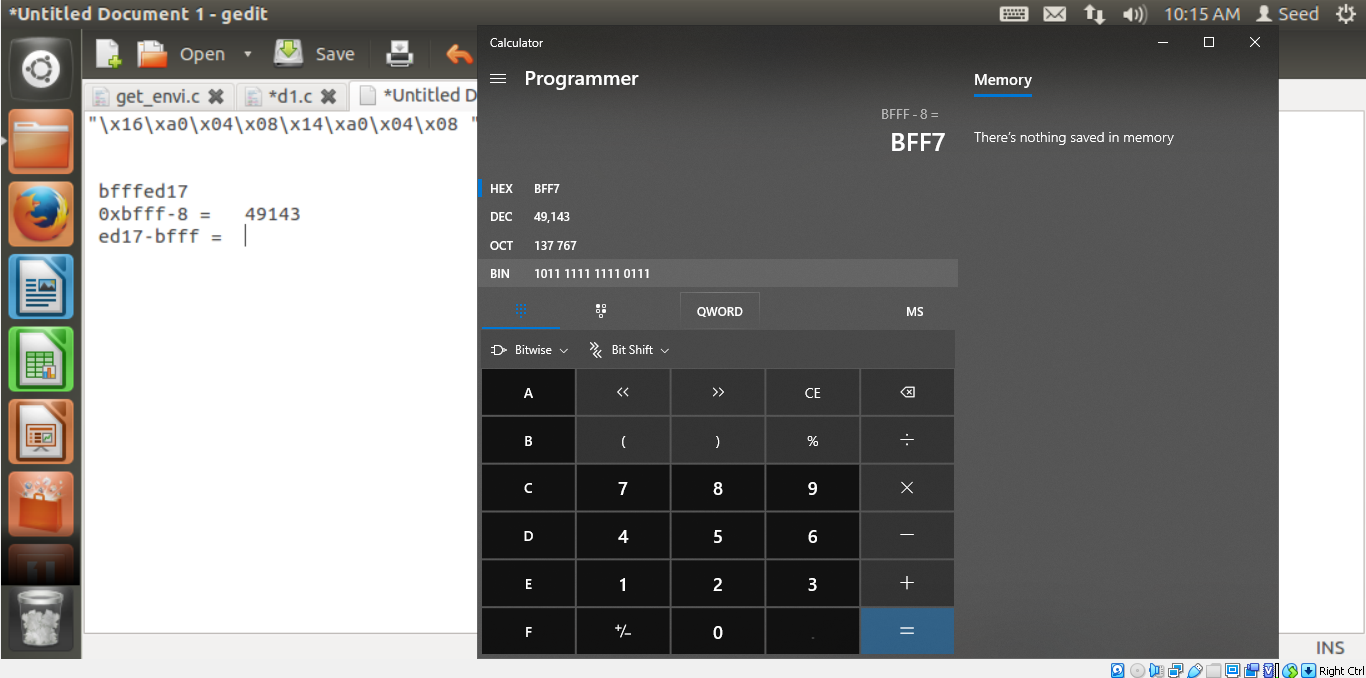 *Untitled Document 1 - gedit
10:15 AM Seed
Open Save
get_envi.c *d1.c *Untitled D
"\x16\xa0\x04\x08\x14\xa0\x04\x08 "
bfffed17
0xbfff-8 = 49143
ed17-bfff =
Calculator
Programmer
BFFF - 8 =
BFF7
HEX BFF7
DEC 49,143
OCT 137 767
BIN 1011 1111 1111 0111
QWORD MS
Bitwise Bit Shift
A << >> CE
B ( ) % ÷
C 7 8 9 ×
D 4 5 6 −
E 1 2 3 +
F +/− 0 . =
Memory
There's nothing saved in memory
INS
Right Ctrl